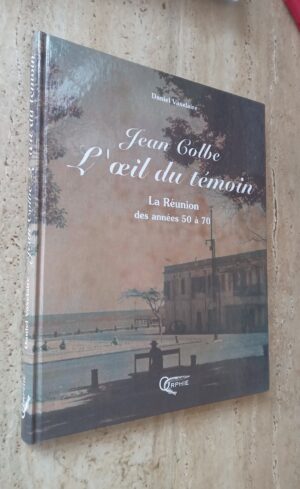 Daniel Vaxelaire
Jean Colbe
L'œil du témoin
La Réunion
des années 50 à 70
ORPHIE